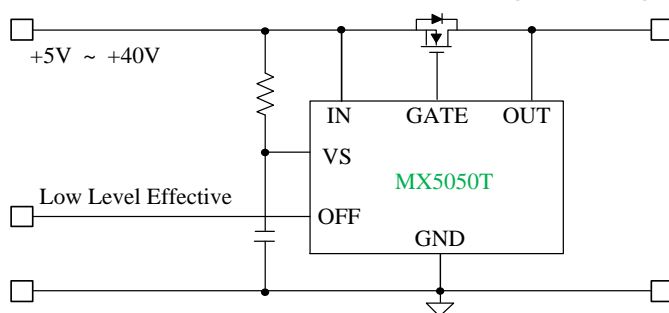 +5V ~ +40V
IN GATE OUT
VS
MX5050T
Low Level Effective
OFF
GND